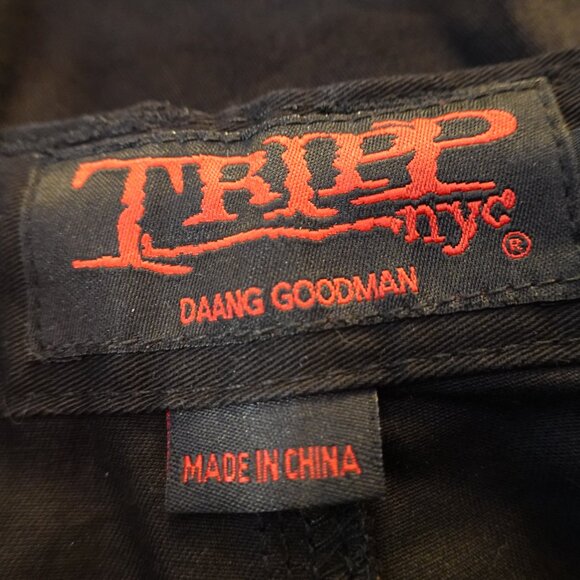 TRIPP
nyc®
DAANG GOODMAN
MADE IN CHINA